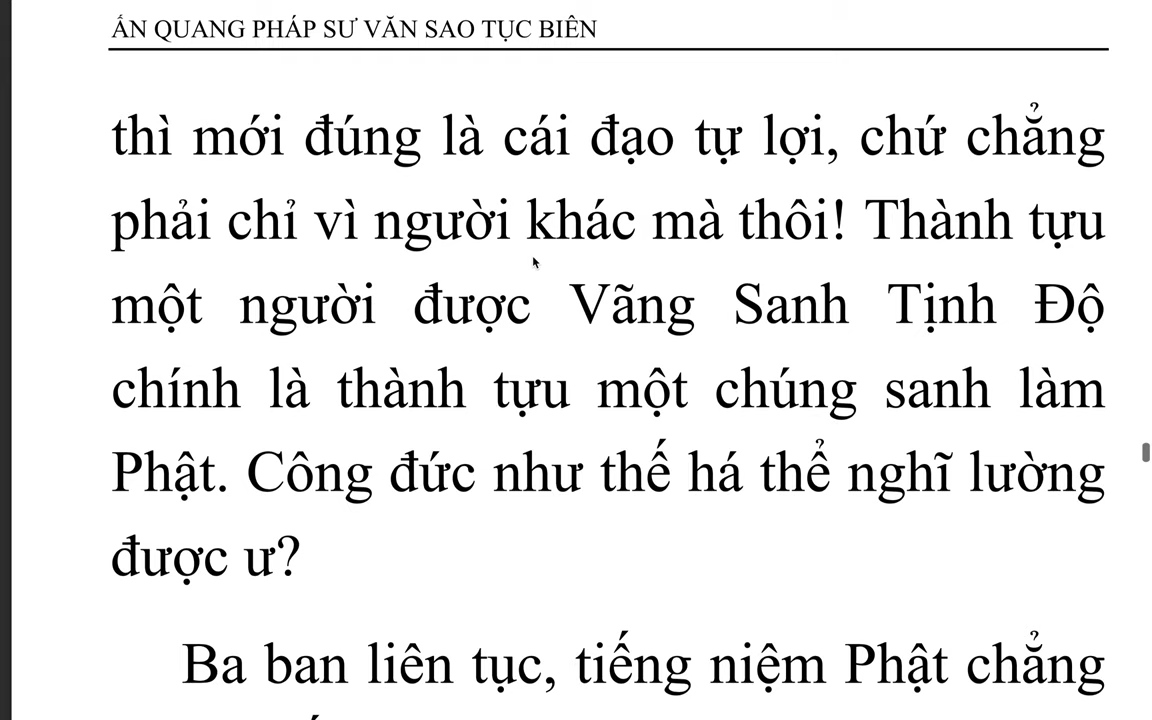 ẤN QUANG PHÁP SƯ VĂN SAO TỤC BIÊN
thì mới đúng là cái đạo tự lợi, chứ chẳng
phải chỉ vì người khác mà thôi! Thành tựu
một người được Vãng Sanh Tịnh Độ
chính là thành tựu một chúng sanh làm
Phật. Công đức như thế há thể nghĩ lường
được ư?
Ba ban liên tục, tiếng niệm Phật chẳng